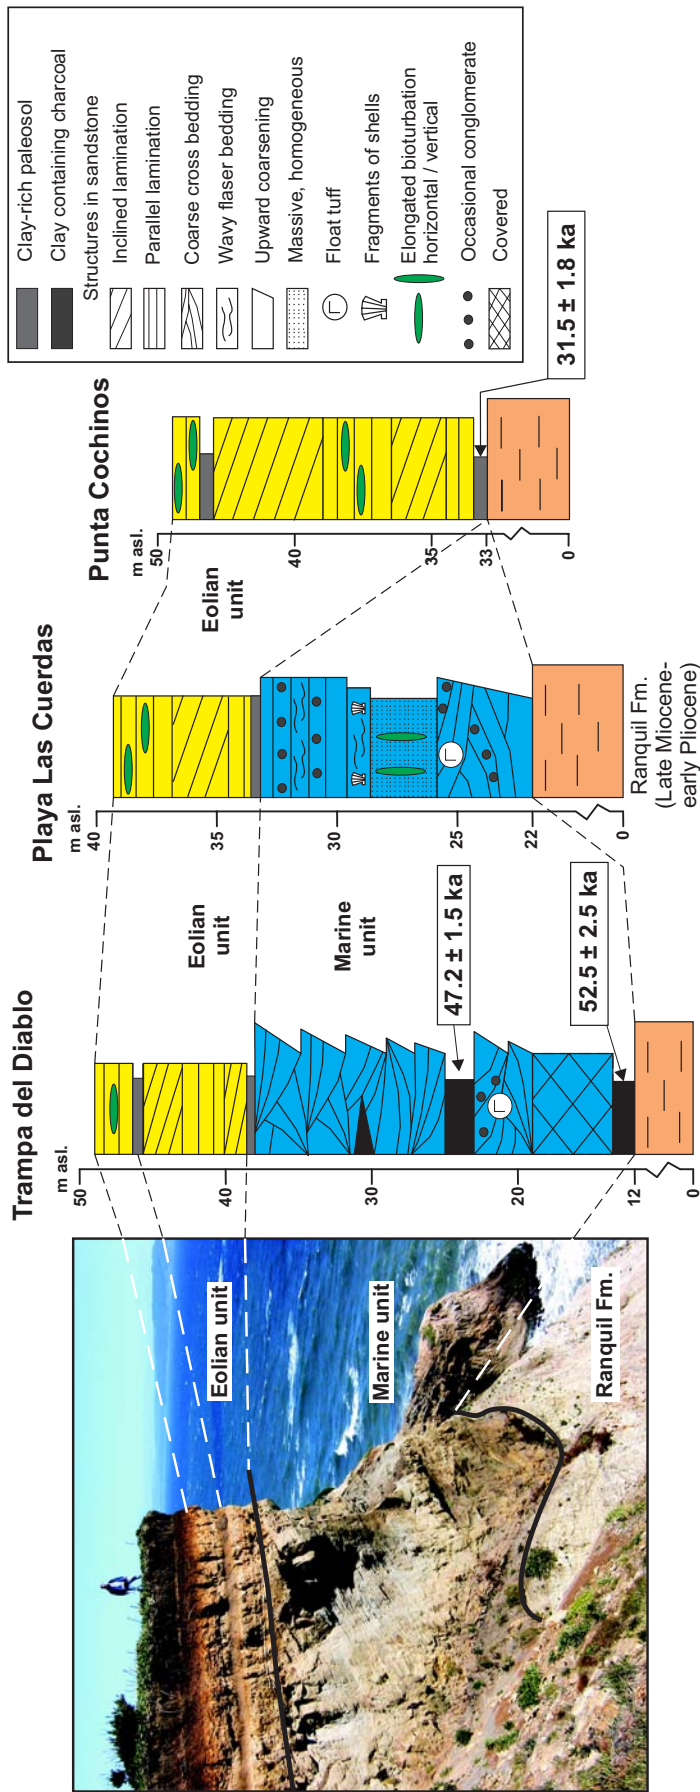 Trampa del Diablo
m asl.
50
40
30
20
12
0
Eolian unit
Marine unit
Ranquil Fm.
Eolian
unit
Marine
unit
47.2 ± 1.5 ka
52.5 ± 2.5 ka
Playa Las Cuerdas
m asl.
40
35
30
25
22
0
Ranquil Fm.
(Late Miocene-
early Pliocene)
Eolian
unit
Punta Cochinos
m asl.
50
40
35
33
0
31.5 ± 1.8 ka
Clay-rich paleosol
Clay containing charcoal
Structures in sandstone
Inclined lamination
Parallel lamination
Coarse cross bedding
Wavy flaser bedding
Upward coarsening
Massive, homogeneous
Float tuff
Fragments of shells
Elongated bioturbation
horizontal / vertical
Occasional conglomerate
Covered